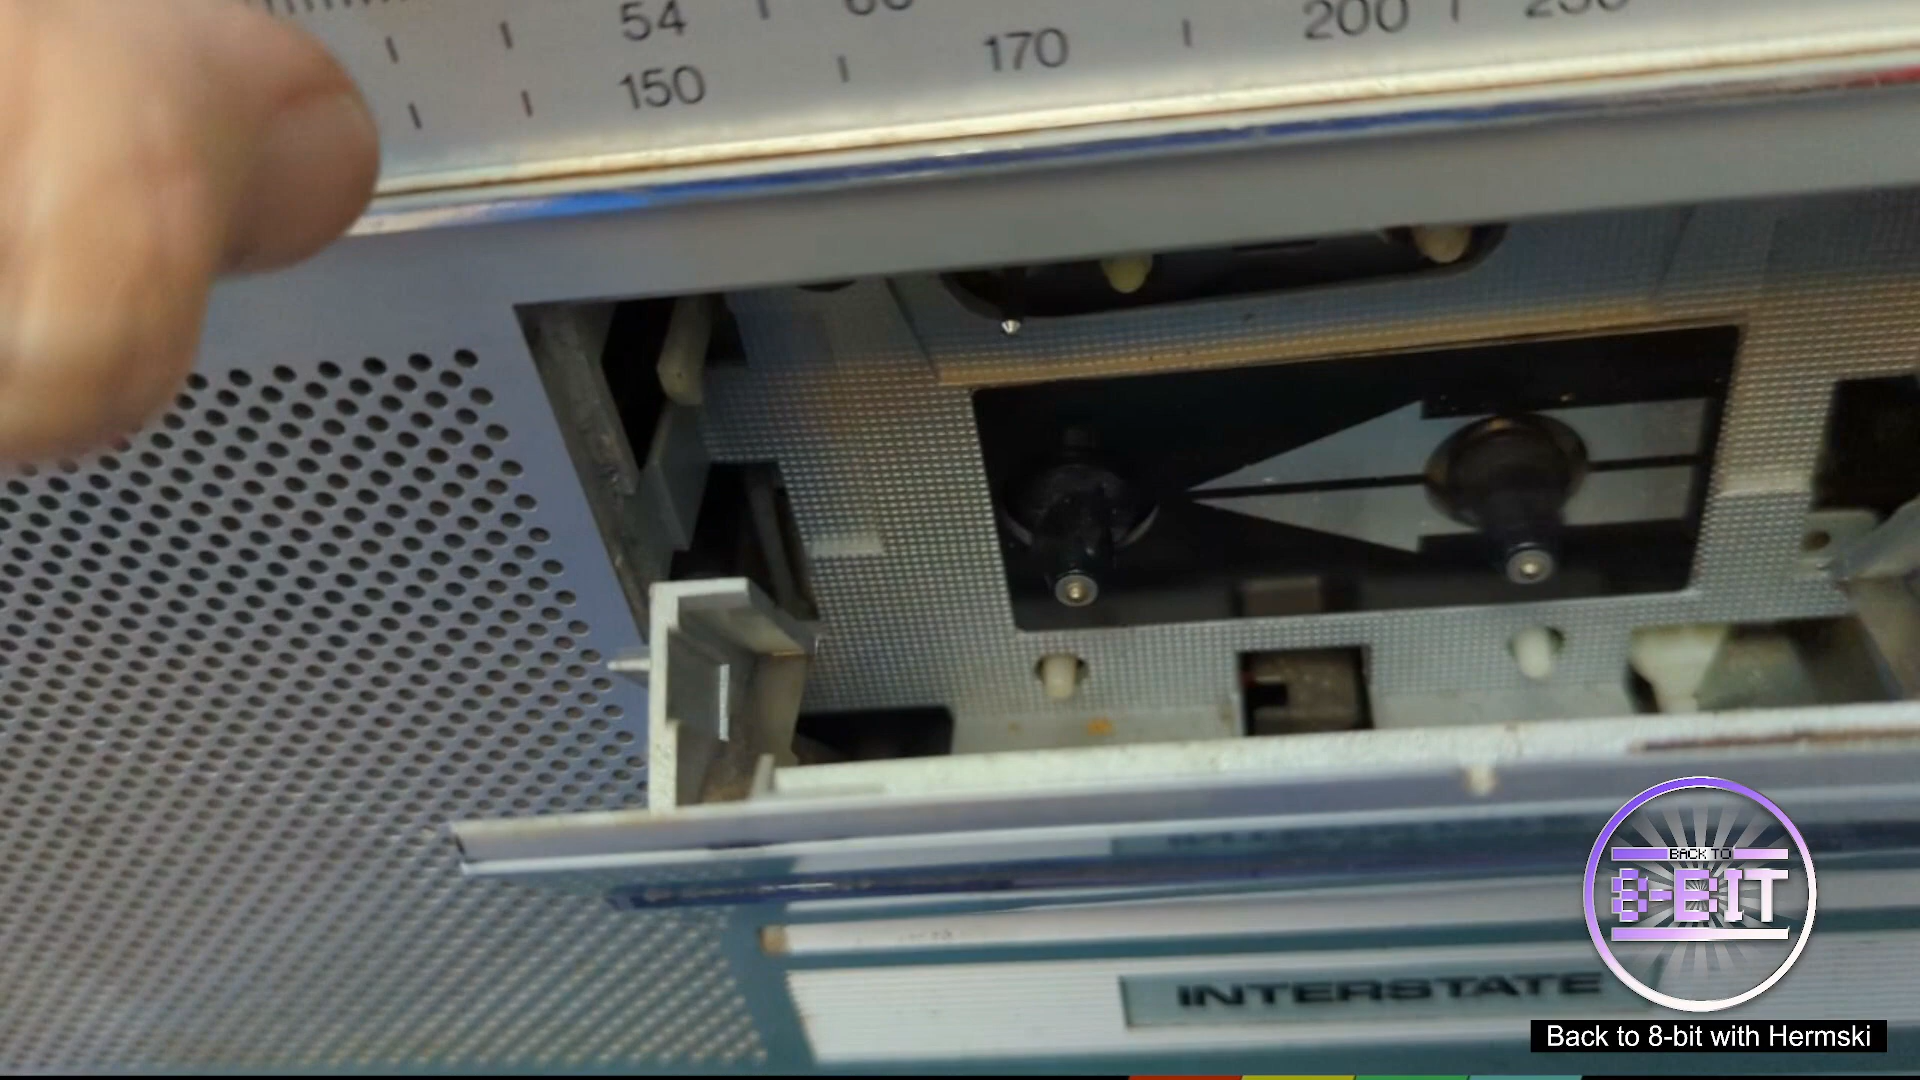 54
200
150
170
BACK TO
8-BIT
INTERSTATE
Back to 8-bit with Hermski